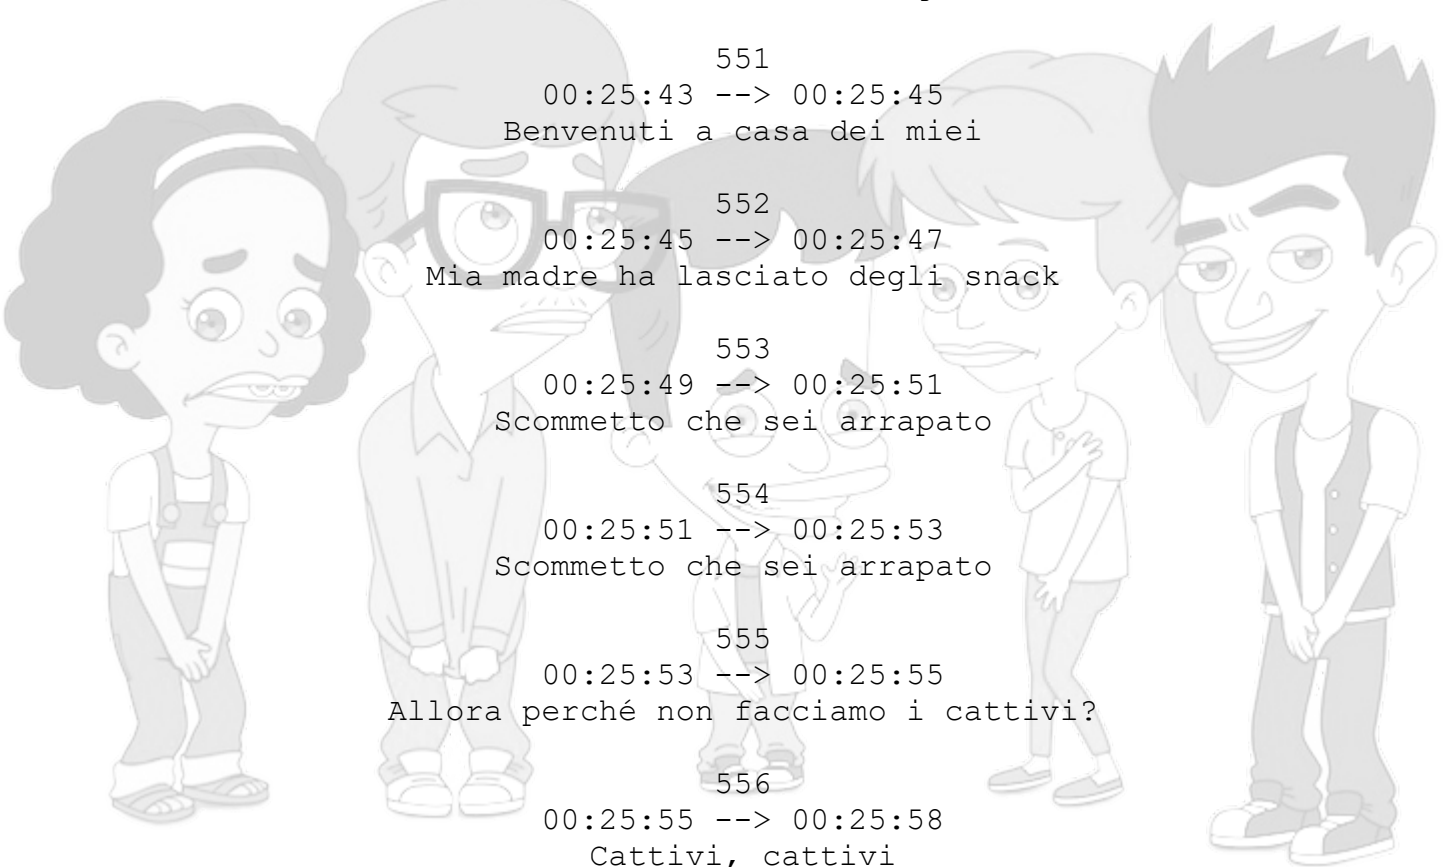 551
00:25:43 --> 00:25:45
Benvenuti a casa dei miei
552
00:25:45 --> 00:25:47
Mia madre ha lasciato degli snack
553
00:25:49 --> 00:25:51
Scommetto che sei arrapato
554
00:25:51 --> 00:25:53
Scommetto che sei arrapato
555
00:25:53 --> 00:25:55
Allora perché non facciamo i cattivi?
556
00:25:55 --> 00:25:58
Cattivi, cattivi